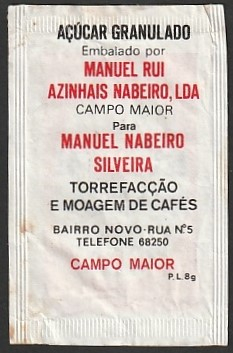 AÇÚCAR GRANULADO
Embalado por
MANUEL RUI
AZINHAIS NABEIRO, LDA
CAMPO MAIOR
Para
MANUEL NABEIRO
SILVEIRA
TORREFACÇÃO
E MOAGEM DE CAFÉS
BAIRRO NOVO-RUA Nº5
TELEFONE 68250
CAMPO MAIOR
P.L. 8g